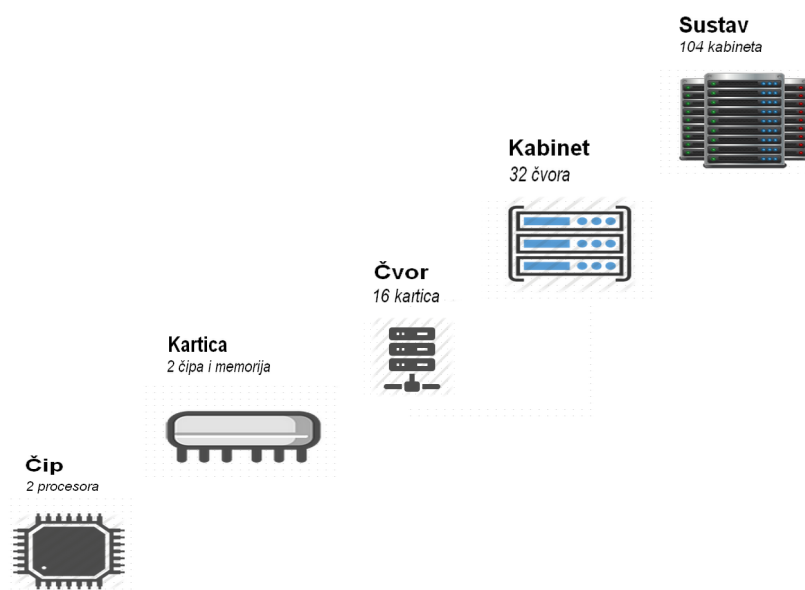 Sustav
104 kabineta
Kabinet
32 čvora
Čvor
16 kartica
Kartica
2 čipa i memorija
Čip
2 procesora